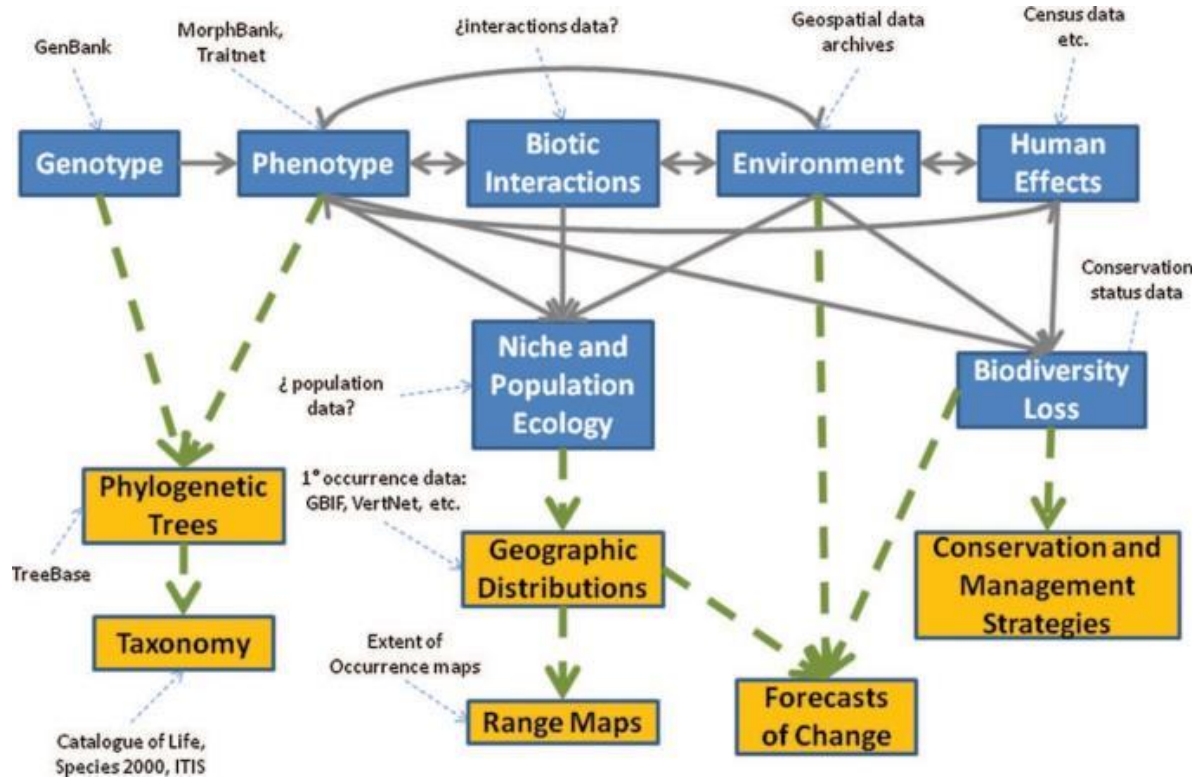 GenBank
MorphBank,
Traitnet
¿interactions data?
Geospatial data
archives
Census data
etc.
Genotype
Phenotype
Biotic
Interactions
Environment
Human
Effects
Conservation
status data
Niche and
Population
Ecology
¿ population
data?
Biodiversity
Loss
Phylogenetic
Trees
1° occurrence data:
GBIF, VertNet, etc.
TreeBase
Geographic
Distributions
Conservation and
Management
Strategies
Taxonomy
Extent of
Occurrence maps
Range Maps
Forecasts
of Change
Catalogue of Life,
Species 2000, ITIS